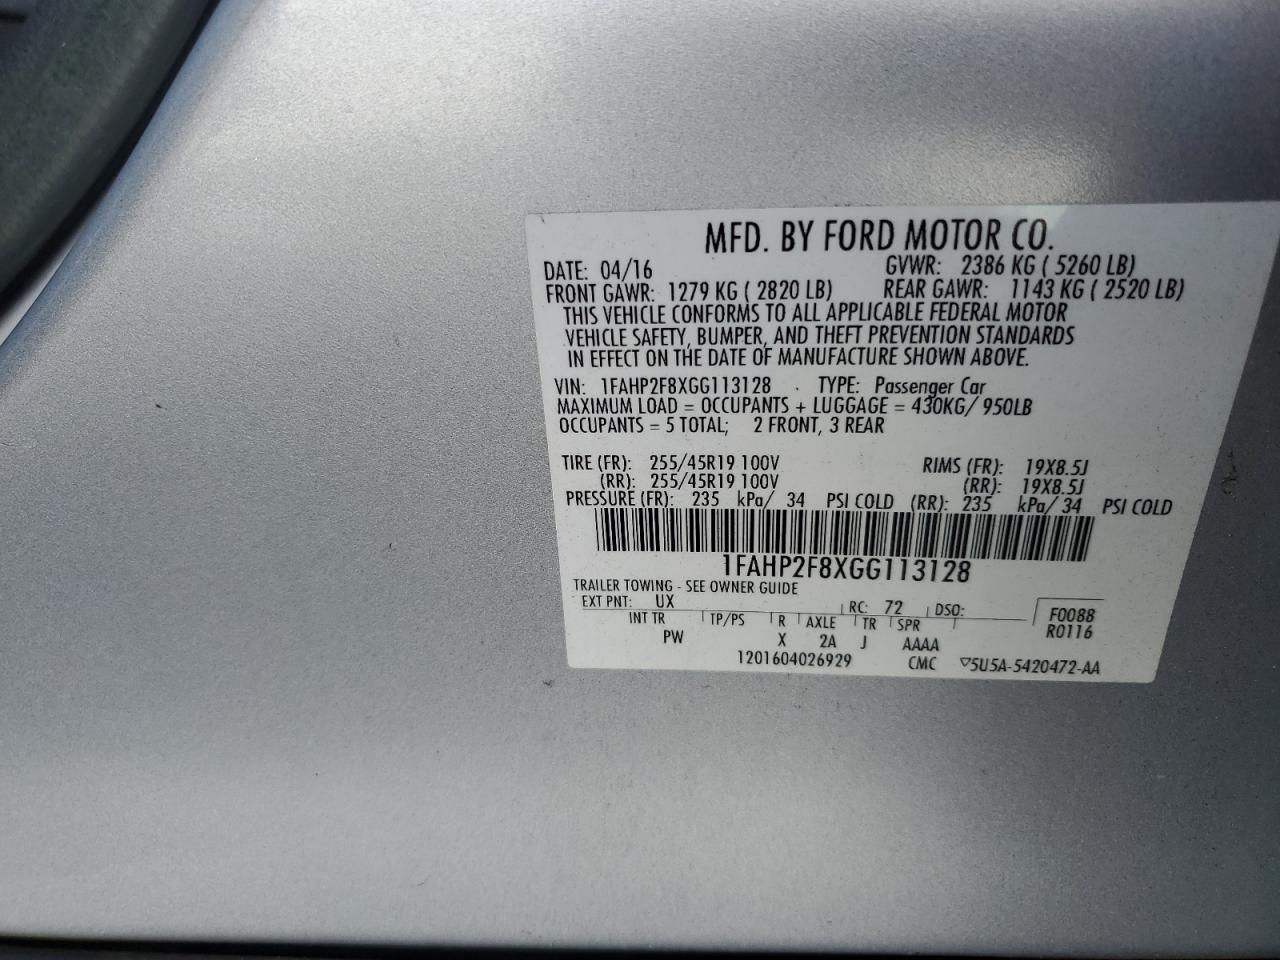 MFD. BY FORD MOTOR CO.
DATE: 04/16 GVWR: 2386 KG ( 5260 LB)
FRONT GAWR: 1279 KG ( 2820 LB) REAR GAWR: 1143 KG ( 2520 LB)
THIS VEHICLE CONFORMS TO ALL APPLICABLE FEDERAL MOTOR
VEHICLE SAFETY, BUMPER, AND THEFT PREVENTION STANDARDS
IN EFFECT ON THE DATE OF MANUFACTURE SHOWN ABOVE.
VIN: 1FAHP2F8XGG113128 TYPE: Passenger Car
MAXIMUM LOAD = OCCUPANTS + LUGGAGE = 430KG/ 950LB
OCCUPANTS = 5 TOTAL; 2 FRONT, 3 REAR
TIRE (FR): 255/45R19 100V RIMS (FR): 19X8.5J
(RR): 255/45R19 100V (RR): 19X8.5J
PRESSURE (FR): 235 kPa/ 34 PSI COLD (RR): 235 kPa/ 34 PSI COLD
1FAHP2F8XGG113128
TRAILER TOWING - SEE OWNER GUIDE
EXT PNT: UX RC: 72 DSO: F0088
INT TR TP/PS R AXLE TR SPR R0116
PW X 2A J AAAA
1201604026929 CMC ▽5U5A-5420472-AA